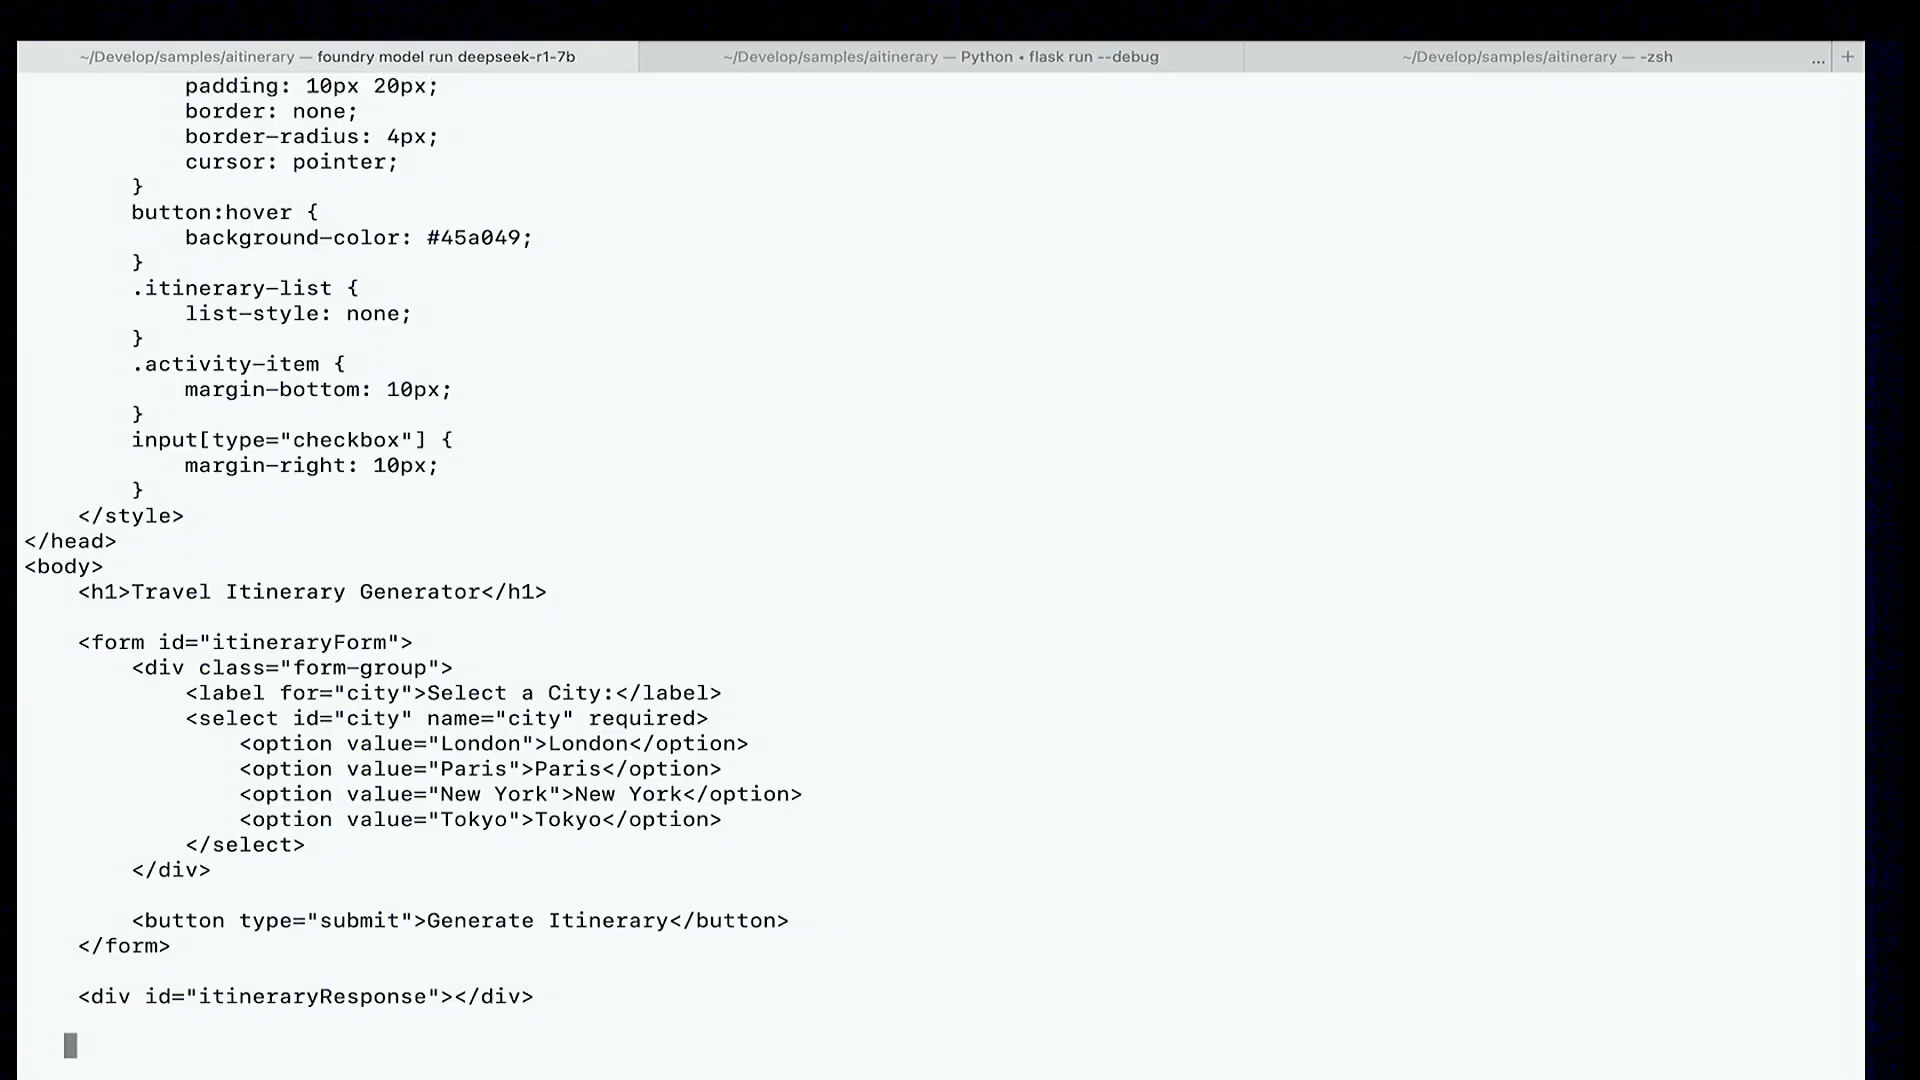 ~/Develop/samples/aitinerary — foundry model run deepseek-r1-7b
~/Develop/samples/aitinerary — Python • flask run --debug
~/Develop/samples/aitinerary — -zsh
... +
padding: 10px 20px;
border: none;
border-radius: 4px;
cursor: pointer;
}
button:hover {
background-color: #45a049;
}
.itinerary-list {
list-style: none;
}
.activity-item {
margin-bottom: 10px;
}
input[type="checkbox"] {
margin-right: 10px;
}
</style>
</head>
<body>
<h1>Travel Itinerary Generator</h1>
<form id="itineraryForm">
<div class="form-group">
<label for="city">Select a City:</label>
<select id="city" name="city" required>
<option value="London">London</option>
<option value="Paris">Paris</option>
<option value="New York">New York</option>
<option value="Tokyo">Tokyo</option>
</select>
</div>
<button type="submit">Generate Itinerary</button>
</form>
<div id="itineraryResponse"></div>